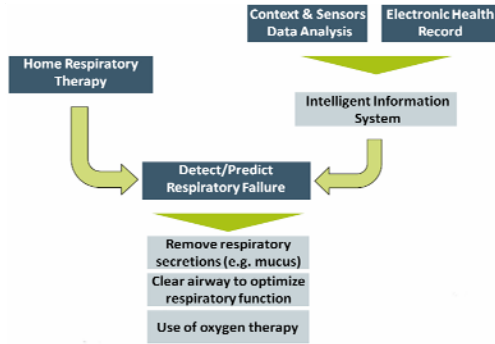 Context & Sensors
Data Analysis
Electronic Health
Record
Home Respiratory
Therapy
Intelligent Information
System
Detect/Predict
Respiratory Failure
Remove respiratory
secretions (e.g. mucus)
Clear airway to optimize
respiratory function
Use of oxygen therapy